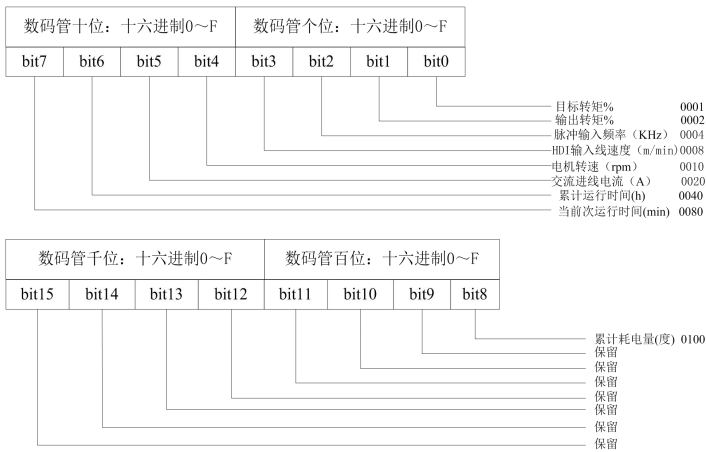 数码管十位：十六进制0～F 数码管个位：十六进制0～F
bit7 bit6 bit5 bit4 bit3 bit2 bit1 bit0
目标转矩% 0001
输出转矩% 0002
脉冲输入频率（KHz） 0004
HDI输入线速度（m/min）0008
电机转速（rpm） 0010
交流进线电流（A） 0020
累计运行时间(h) 0040
当前次运行时间(min) 0080
数码管千位：十六进制0～F 数码管百位：十六进制0～F
bit15 bit14 bit13 bit12 bit11 bit10 bit9 bit8
累计耗电量(度) 0100
保留
保留
保留
保留
保留
保留
保留